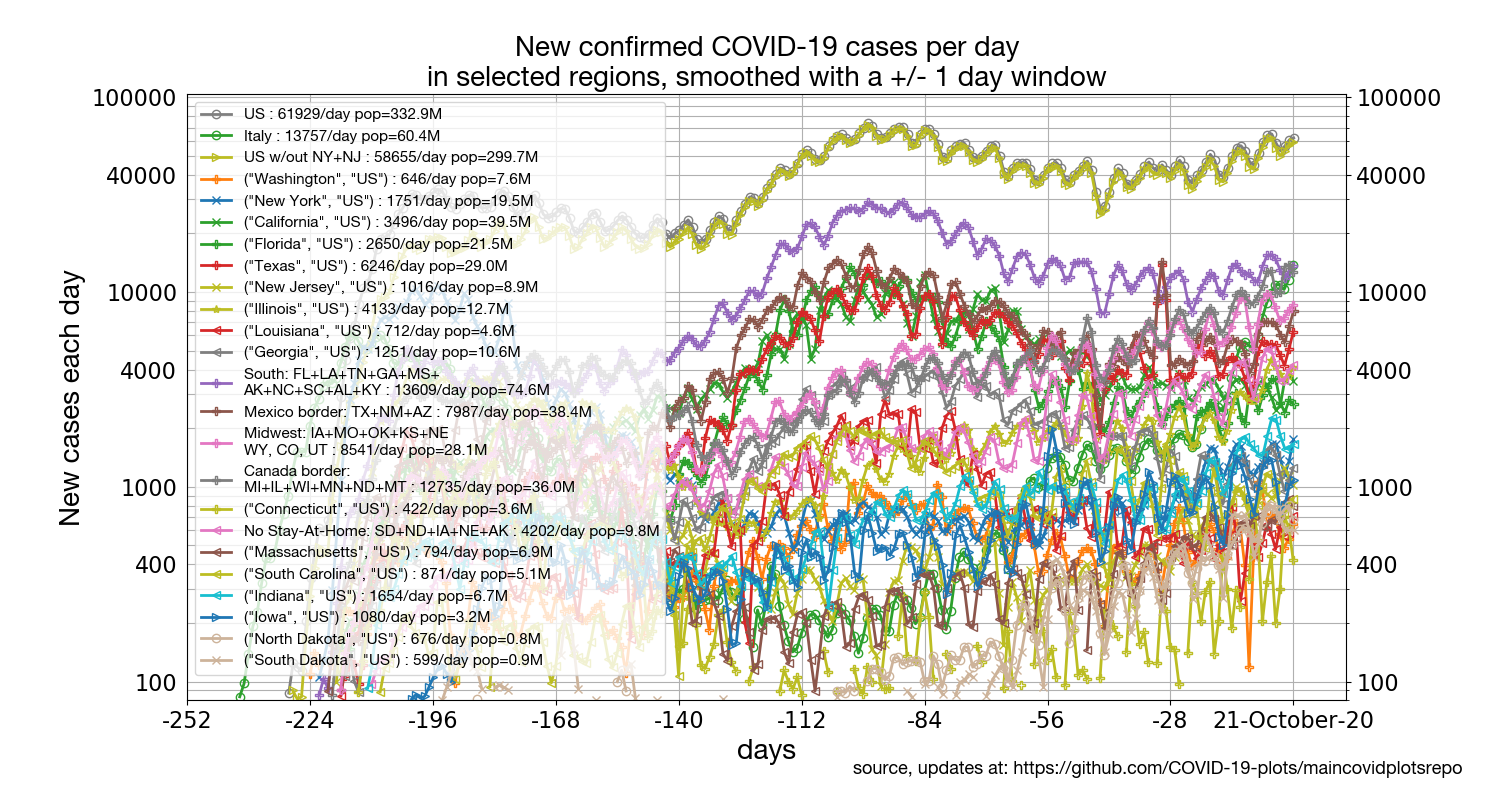 New confirmed COVID-19 cases per day
in selected regions, smoothed with a +/- 1 day window
100000
40000
10000
4000
1000
400
100
New cases each day
US : 61929/day pop=332.9M
Italy : 13757/day pop=60.4M
US w/out NY+NJ : 58655/day pop=299.7M
("Washington", "US") : 646/day pop=7.6M
("New York", "US") : 1751/day pop=19.5M
("California", "US") : 3496/day pop=39.5M
("Florida", "US") : 2650/day pop=21.5M
("Texas", "US") : 6246/day pop=29.0M
("New Jersey", "US") : 1016/day pop=8.9M
("Illinois", "US") : 4133/day pop=12.7M
("Louisiana", "US") : 712/day pop=4.6M
("Georgia", "US") : 1251/day pop=10.6M
South: FL+LA+TN+GA+MS+
AK+NC+SC+AL+KY : 13609/day pop=74.6M
Mexico border: TX+NM+AZ : 7987/day pop=38.4M
Midwest: IA+MO+OK+KS+NE
WY, CO, UT : 8541/day pop=28.1M
Canada border:
MI+IL+WI+MN+ND+MT : 12735/day pop=36.0M
("Connecticut", "US") : 422/day pop=3.6M
No Stay-At-Home: SD+ND+IA+NE+AK : 4202/day pop=9.8M
("Massachusetts", "US") : 794/day pop=6.9M
("South Carolina", "US") : 871/day pop=5.1M
("Indiana", "US") : 1654/day pop=6.7M
("Iowa", "US") : 1080/day pop=3.2M
("North Dakota", "US") : 676/day pop=0.8M
("South Dakota", "US") : 599/day pop=0.9M
100000
40000
10000
4000
1000
400
100
-252 -224 -196 -168 -140 -112 -84 -56 -28 21-October-20
days
source, updates at: https://github.com/COVID-19-plots/maincovidplotsrepo